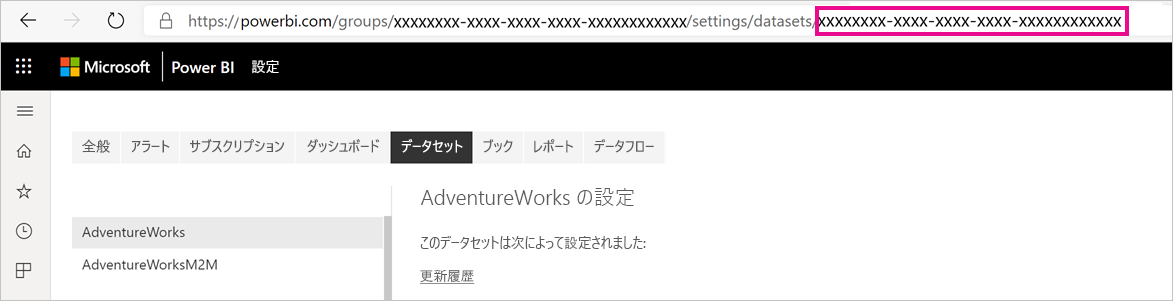 https://powerbi.com/groups/xxxxxxxx-xxxx-xxxx-xxxx-xxxxxxxxxxxx/settings/datasets/xxxxxxxx-xxxx-xxxx-xxxx-xxxxxxxxxxxx
Microsoft Power BI 設定
全般 アラート サブスクリプション ダッシュボード データセット ブック レポート データフロー
AdventureWorks の設定
AdventureWorks
このデータセットは次によって設定されました:
AdventureWorksM2M
更新履歴